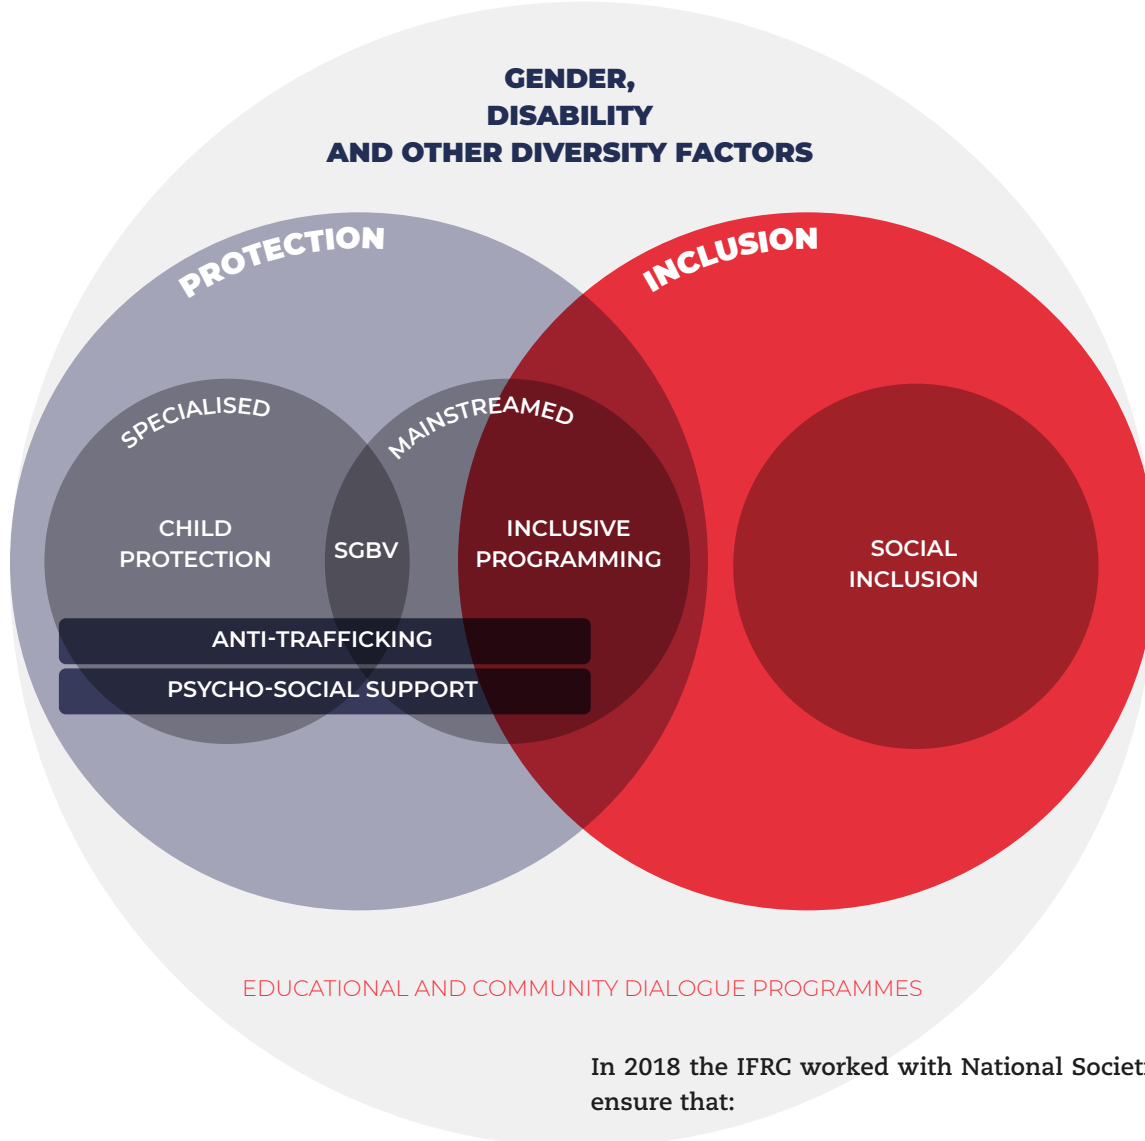 GENDER,
DISABILITY
AND OTHER DIVERSITY FACTORS
PROTECTION
INCLUSION
SPECIALISED
MAINSTREAMED
CHILD
PROTECTION
SGBV
INCLUSIVE
PROGRAMMING
SOCIAL
INCLUSION
ANTI-TRAFFICKING
PSYCHO-SOCIAL SUPPORT
EDUCATIONAL AND COMMUNITY DIALOGUE PROGRAMMES
In 2018 the IFRC worked with National
ensure that: